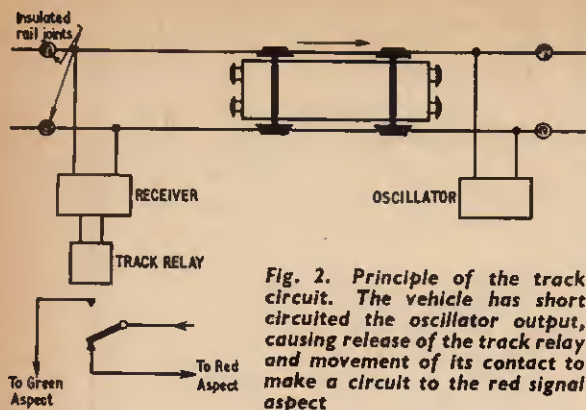 Insulated
rail joints
RECEIVER
OSCILLATOR
TRACK RELAY
To Green
Aspect
To Red
Aspect
Fig. 2. Principle of the track
circuit. The vehicle has short
circuited the oscillator output,
causing release of the track relay
and movement of its contact to
make a circuit to the red signal
aspect